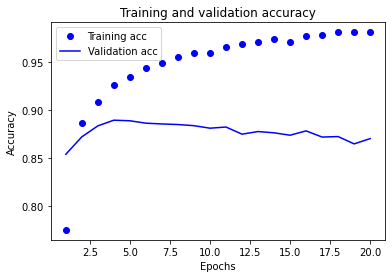 Training and validation accuracy
Training acc
Validation acc
0.95
0.90
0.85
0.80
Accuracy
2.5 5.0 7.5 10.0 12.5 15.0 17.5 20.0
Epochs